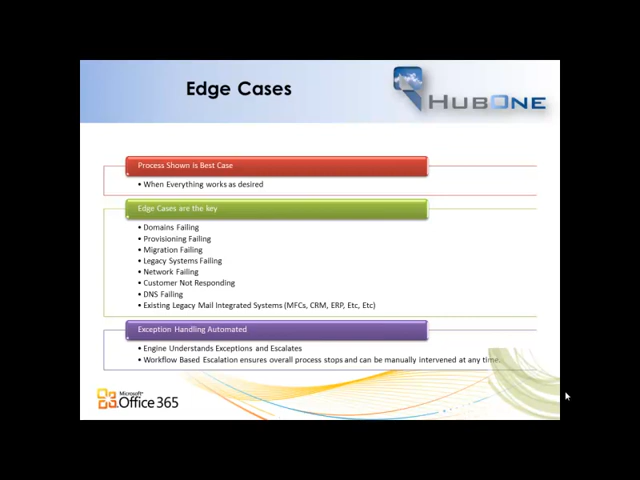 Edge Cases
HUBONE
Process Shown is Best Case
• When Everything works as desired
Edge Cases are the key
• Domains Failing
• Provisioning Failing
• Migration Failing
• Legacy Systems Failing
• Network Failing
• Customer Not Responding
• DNS Failing
• Existing Legacy Mail Integrated Systems (MFCs, CRM, ERP, Etc, Etc)
Exception Handling Automated
• Engine Understands Exceptions and Escalates
• Workflow Based Escalation ensures overall process stops and can be manually intervened at any time.
Microsoft
Office 365